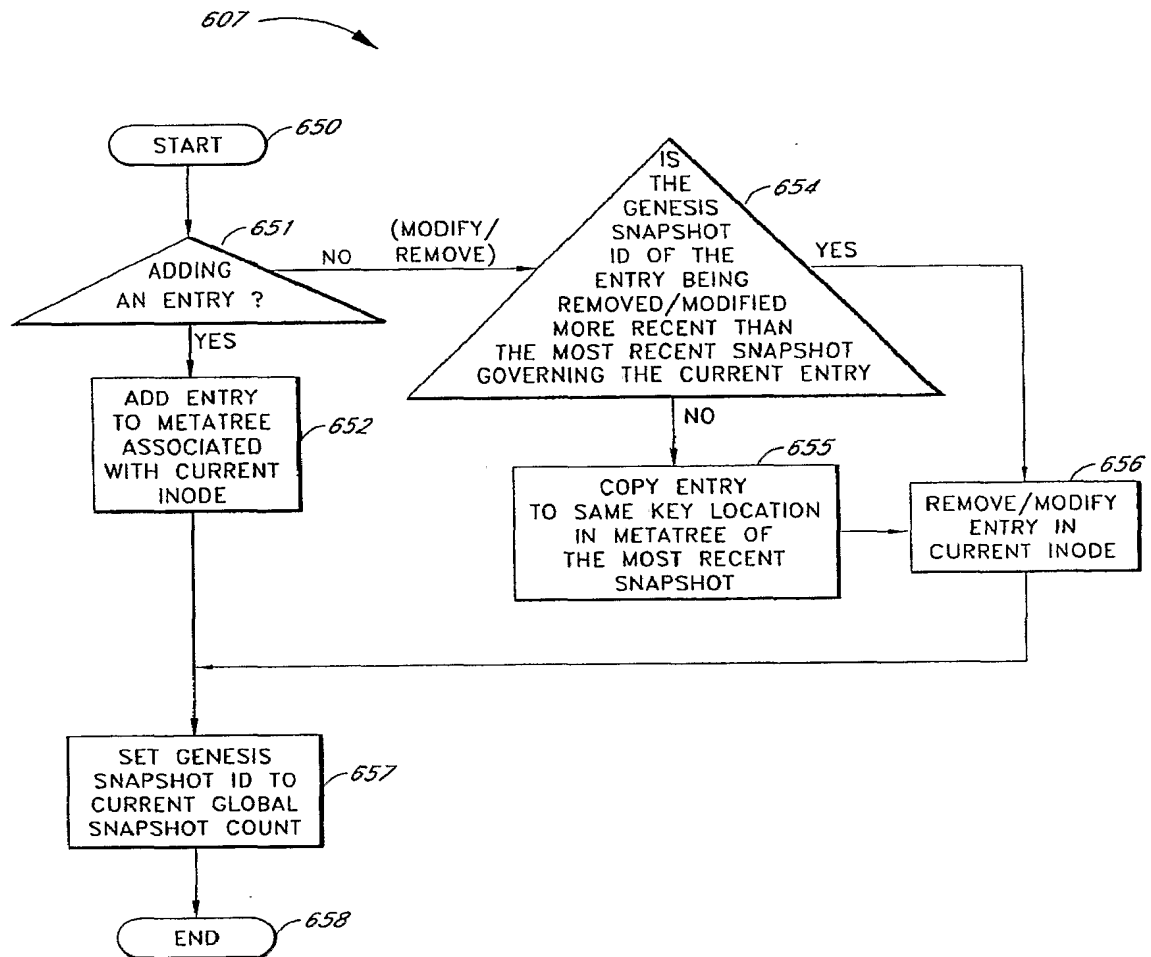 607
START
650
651
ADDING
AN ENTRY ?
NO
(MODIFY/
REMOVE)
YES
ADD ENTRY
TO METATREE
ASSOCIATED
WITH CURRENT
INODE
652
IS
THE
GENESIS
SNAPSHOT
ID OF THE
ENTRY BEING
REMOVED/MODIFIED
MORE RECENT THAN
THE MOST RECENT SNAPSHOT
GOVERNING THE CURRENT ENTRY
654
YES
NO
COPY ENTRY
TO SAME KEY LOCATION
IN METATREE OF
THE MOST RECENT
SNAPSHOT
655
REMOVE/MODIFY
ENTRY IN
CURRENT INODE
656
SET GENESIS
SNAPSHOT ID TO
CURRENT GLOBAL
SNAPSHOT COUNT
657
END
658